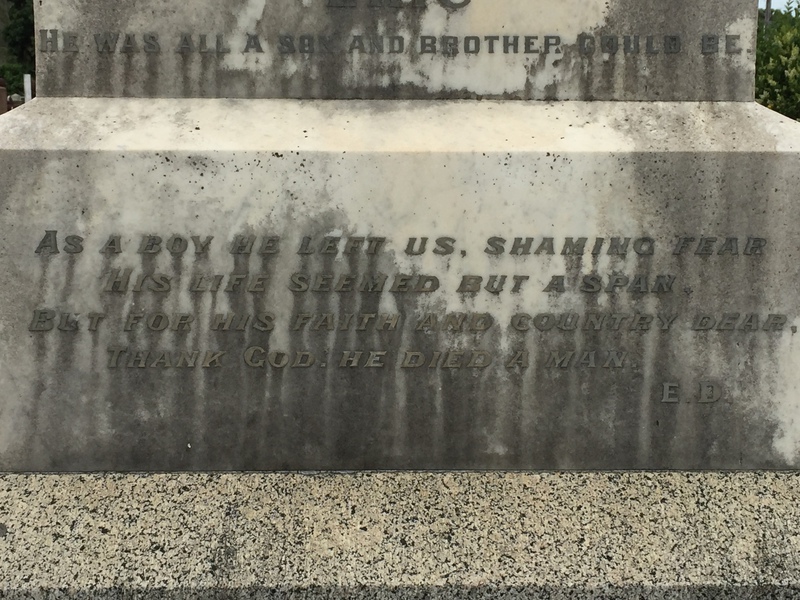 HE WAS ALL A SON AND BROTHER COULD BE.
AS A BOY HE LEFT US, SHAMING FEAR
HIS LIFE SEEMED BUT A SPAN.
BUT FOR HIS FAITH AND COUNTRY DEAR,
THANK GOD. HE DIED A MAN.
E.D.